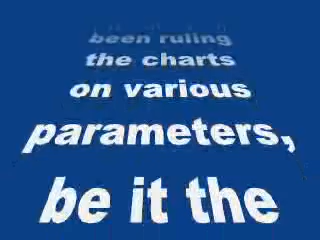 been ruling
the charts
on various
parameters,
be it the